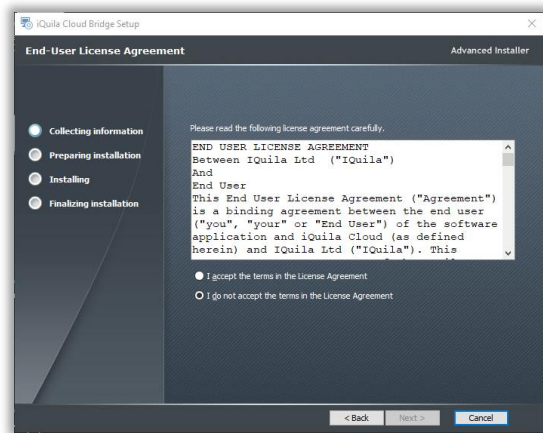 iQuila Cloud Bridge Setup
End-User License Agreement
Advanced Installer
Collecting information
Preparing installation
Installing
Finalizing installation
Please read the following license agreement carefully.
END USER LICENSE AGREEMENT
Between IQuila Ltd ("IQuila")
And
End User
This End User License Agreement ("Agreement")
is a binding agreement between the end user
("you", "your" or "End User") of the software
application and iQuila Cloud (as defined
herein) and IQuila Ltd ("IQuila"). This
I accept the terms in the License Agreement
I do not accept the terms in the License Agreement
< Back
Next >
Cancel